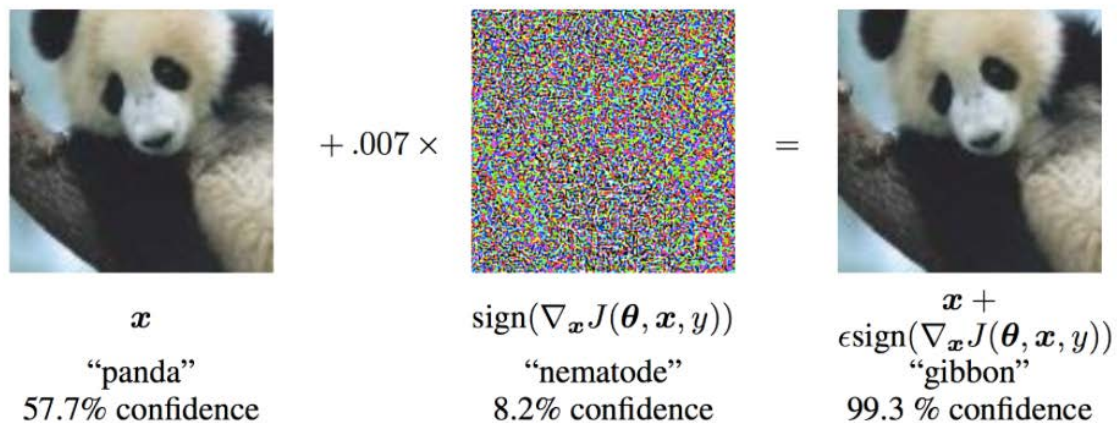 + .007 ×
=
x
sign(∇ₓJ(θ, x, y))
x +
ϵsign(∇ₓJ(θ, x, y))
“panda”
“nematode”
“gibbon”
57.7% confidence
8.2% confidence
99.3 % confidence